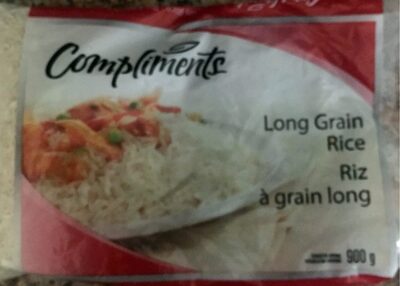 Compliments
Long Grain
Rice
Riz
à grain long
900 g